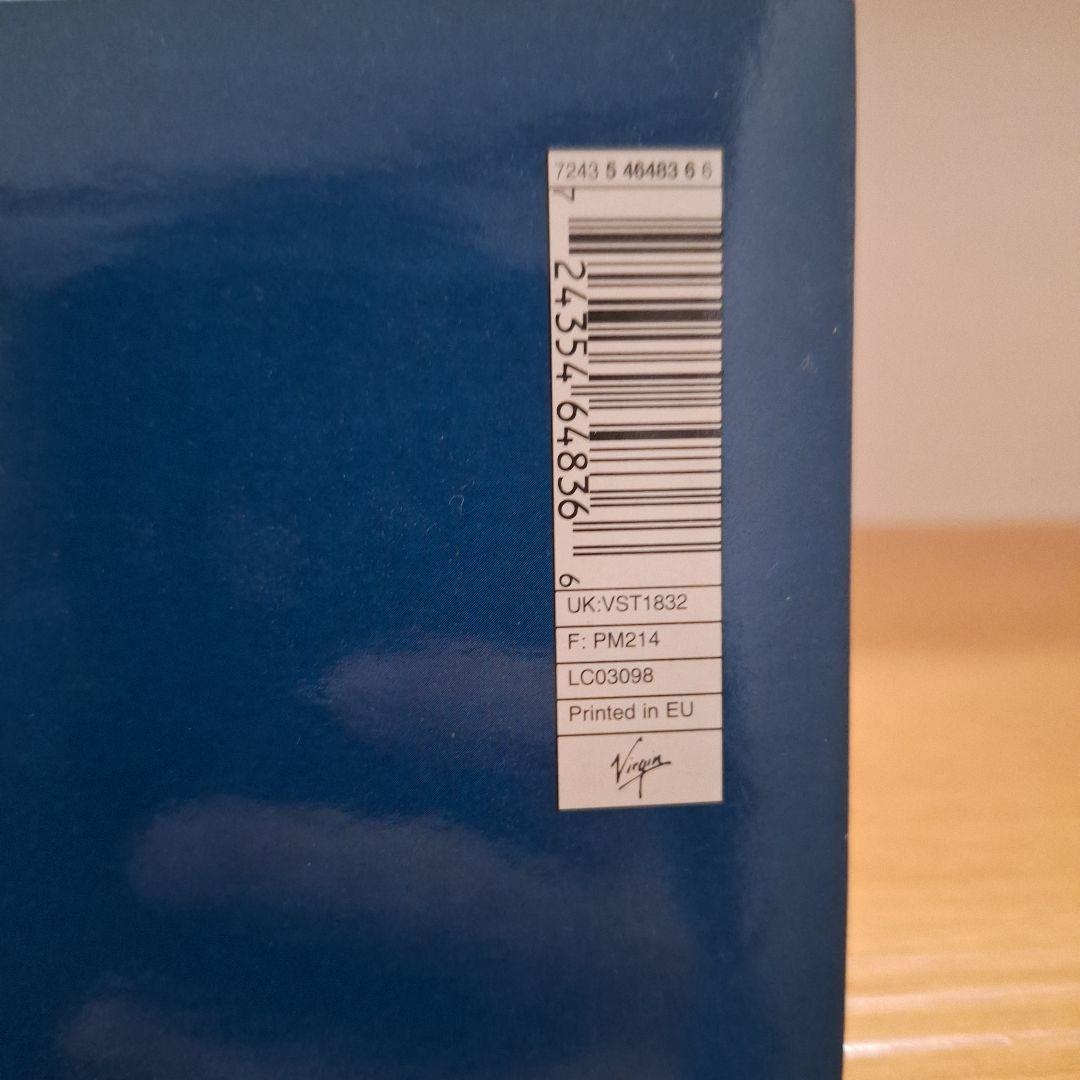 7243 5 46483 6 6
7 24354 64836 6
UK:VST1832
F: PM214
LC03098
Printed in EU
Virgin